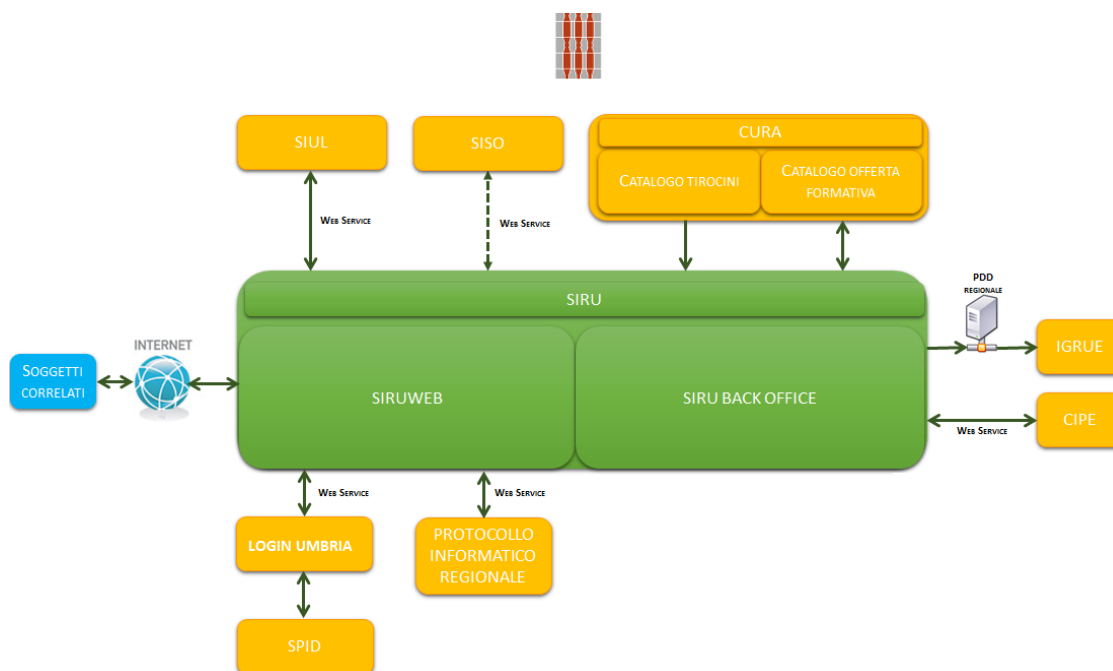 CURA
SIUL
SISO
CATALOGO TIROCINI
CATALOGO OFFERTA
FORMATIVA
WEB SERVICE
WEB SERVICE
PDD
REGIONALE
SIRU
INTERNET
IGRUE
SOGGETTI
CORRELATI
SIRUWEB
SIRU BACK OFFICE
CIPE
WEB SERVICE
WEB SERVICE
WEB SERVICE
LOGIN UMBRIA
PROTOCOLLO
INFORMATICO
REGIONALE
SPID